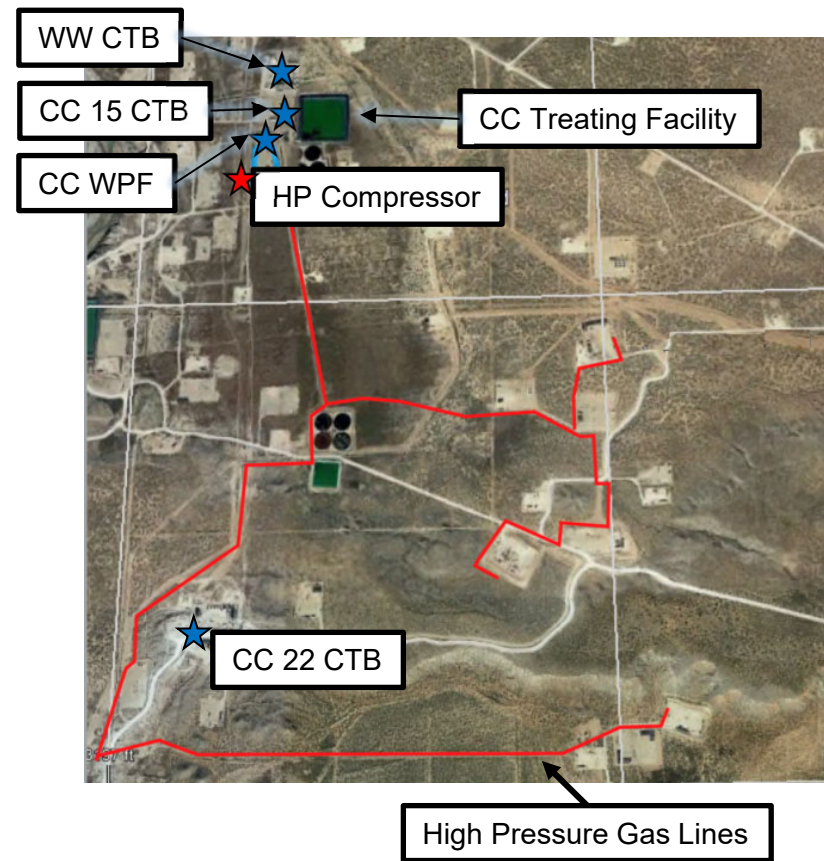 WW CTB
CC 15 CTB
CC Treating Facility
CC WPF
HP Compressor
CC 22 CTB
High Pressure Gas Lines